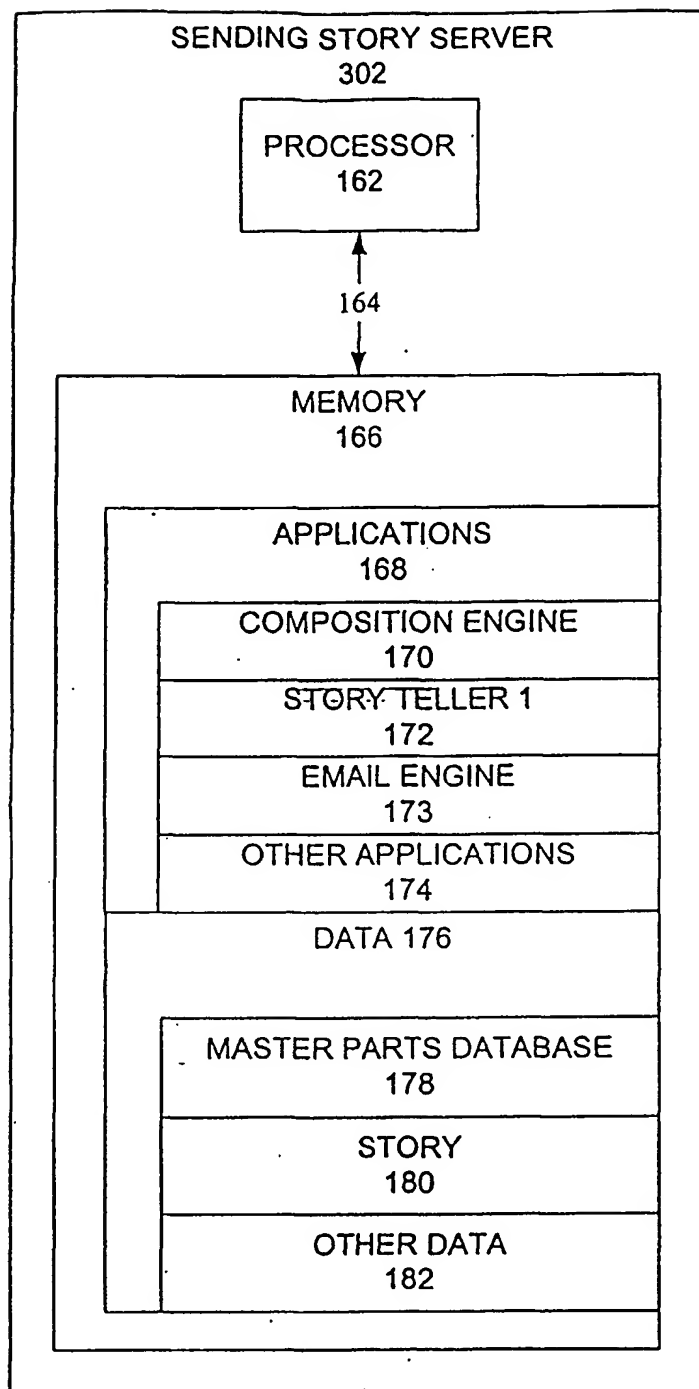 SENDING STORY SERVER
302
PROCESSOR
162
164
MEMORY
166
APPLICATIONS
168
COMPOSITION ENGINE
170
STORY TELLER 1
172
EMAIL ENGINE
173
OTHER APPLICATIONS
174
DATA 176
MASTER PARTS DATABASE
178
STORY
180
OTHER DATA
182